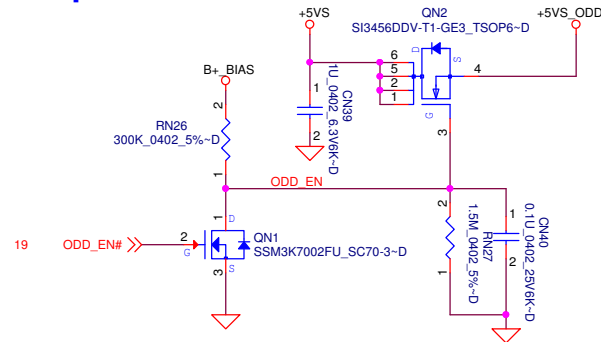 +5VS
QN2
SI3456DDV-T1-GE3_TSOP6~D
+5VS_ODD
B+_BIAS
D
S
6
5
2
1
4
G
3
1
1U_0402_6.3V6K~D
CN39
2
2
RN26
300K_0402_5%~D
1
ODD_EN
1
D
QN1
SSM3K7002FU_SC70-3~D
19
ODD_EN#
2
G
S
3
2
1.5M_0402_5%~D
RN27
1
1
0.1U_0402_25V6K~D
CN40
2